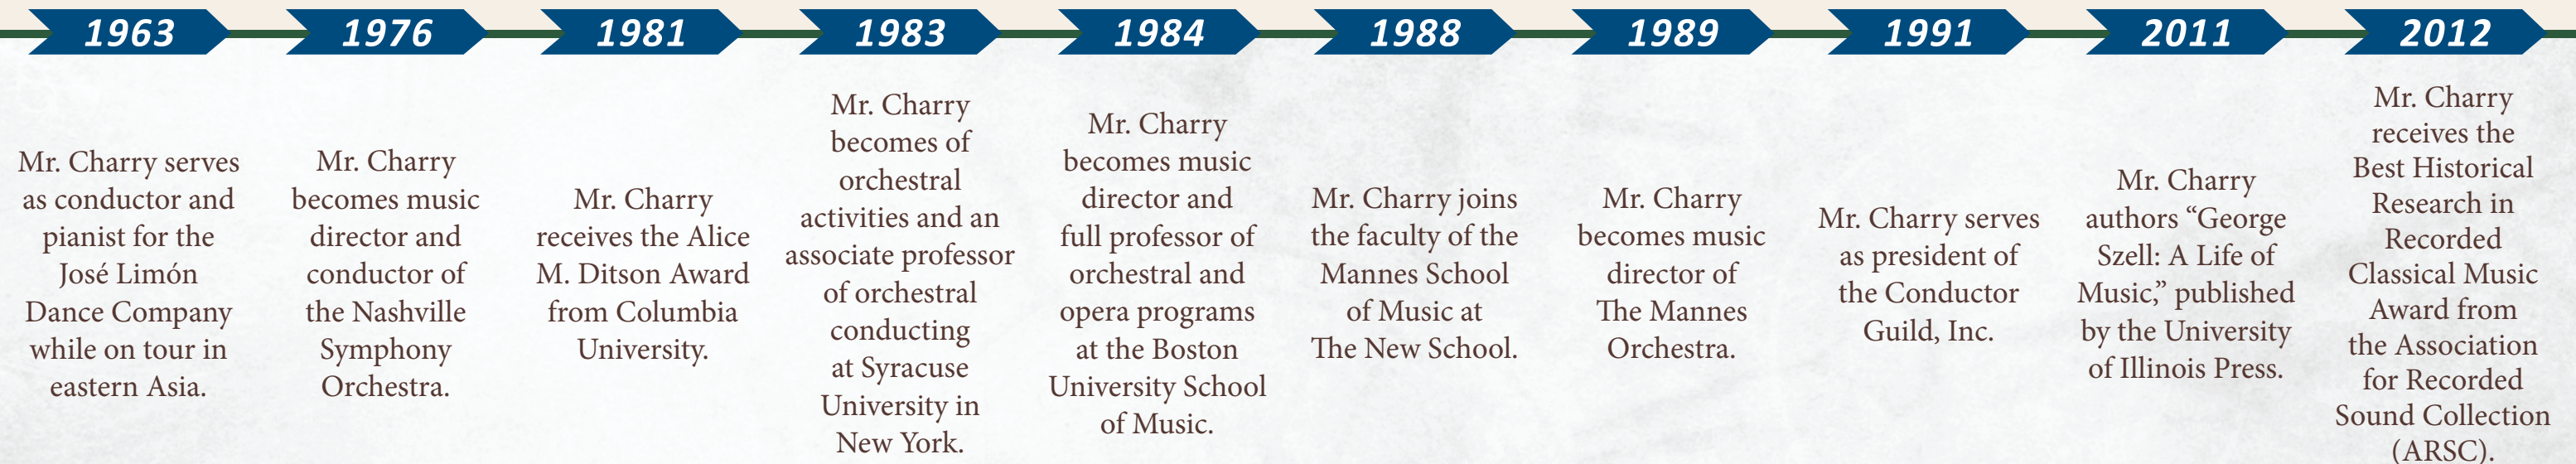 1963
Mr. Charry serves
as conductor and
pianist for the
José Limón
Dance Company
while on tour in
eastern Asia.
1976
Mr. Charry
becomes music
director and
conductor of
the Nashville
Symphony
Orchestra.
1981
Mr. Charry
receives the Alice
M. Ditson Award
from Columbia
University.
1983
Mr. Charry
becomes of
orchestral
activities and an
associate professor
of orchestral
conducting
at Syracuse
University in
New York.
1984
Mr. Charry
becomes music
director and
full professor of
orchestral and
opera programs
at the Boston
University School
of Music.
1988
Mr. Charry joins
the faculty of the
Mannes School
of Music at
The New School.
1989
Mr. Charry
becomes music
director of
The Mannes
Orchestra.
1991
Mr. Charry serves
as president of
the Conductor
Guild, Inc.
2011
Mr. Charry
authors “George
Szell: A Life of
Music,” published
by the University
of Illinois Press.
2012
Mr. Charry
receives the
Best Historical
Research in
Recorded
Classical Music
Award from
the Association
for Recorded
Sound Collection
(ARSC).